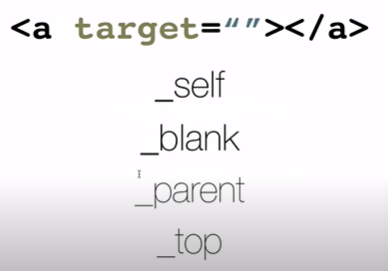 <a target=“”></a>
_self
_blank
_parent
_top